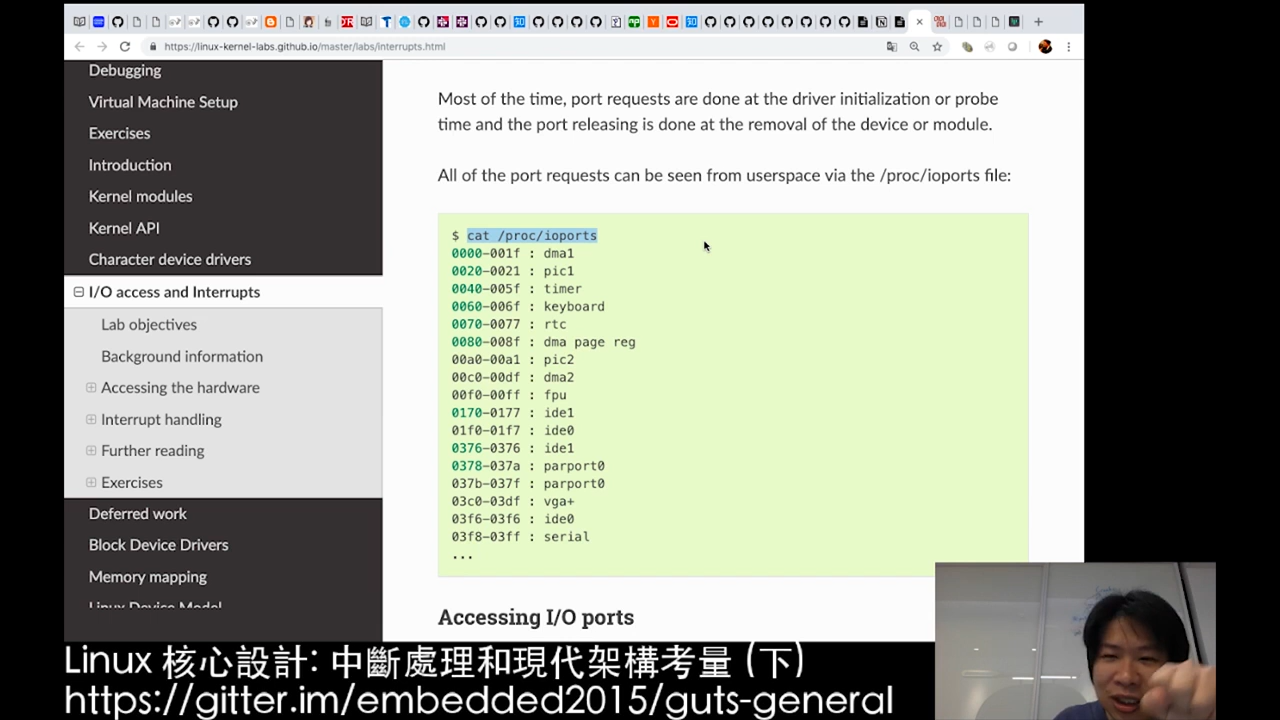 https://linux-kernel-labs.github.io/master/labs/interrupts.html
Debugging
Virtual Machine Setup
Exercises
Introduction
Kernel modules
Kernel API
Character device drivers
I/O access and Interrupts
Lab objectives
Background information
Accessing the hardware
Interrupt handling
Further reading
Exercises
Deferred work
Block Device Drivers
Memory mapping
Linux Device Model
Most of the time, port requests are done at the driver initialization or probe
time and the port releasing is done at the removal of the device or module.
All of the port requests can be seen from userspace via the /proc/ioports file:
$ cat /proc/ioports
0000-001f : dma1
0020-0021 : pic1
0040-005f : timer
0060-006f : keyboard
0070-0077 : rtc
0080-008f : dma page reg
00a0-00a1 : pic2
00c0-00df : dma2
00f0-00ff : fpu
0170-0177 : ide1
01f0-01f7 : ide0
0376-0376 : ide1
0378-037a : parport0
037b-037f : parport0
03c0-03df : vga+
03f6-03f6 : ide0
03f8-03ff : serial
...
Accessing I/O ports
Linux 核心設計: 中斷處理和現代架構考量 (下)
https://gitter.im/embedded2015/guts-general